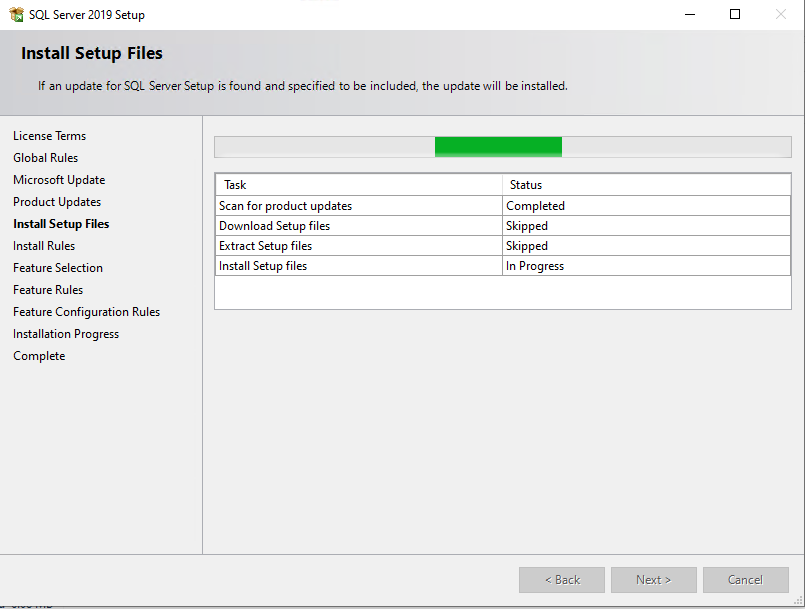 SQL Server 2019 Setup
Install Setup Files
If an update for SQL Server Setup is found and specified to be included, the update will be installed.
License Terms
Global Rules
Microsoft Update
Product Updates
Install Setup Files
Install Rules
Feature Selection
Feature Rules
Feature Configuration Rules
Installation Progress
Complete
Task Status
Scan for product updates Completed
Download Setup files Skipped
Extract Setup files Skipped
Install Setup files In Progress
< Back Next > Cancel